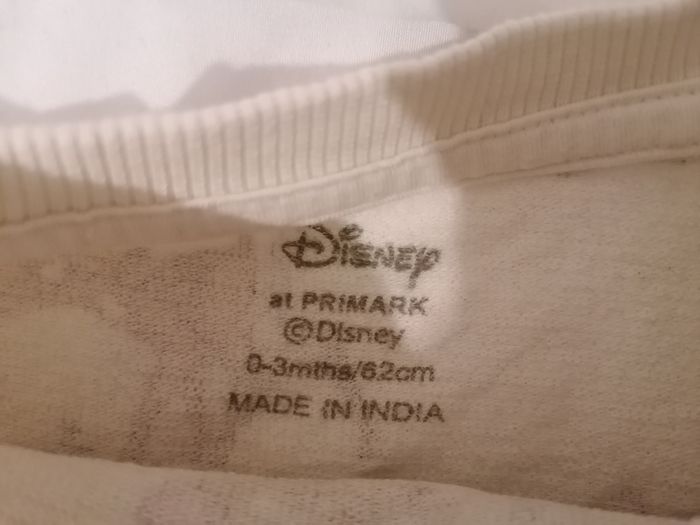 Disney
at PRIMARK
©Disney
0-3mths/62cm
MADE IN INDIA